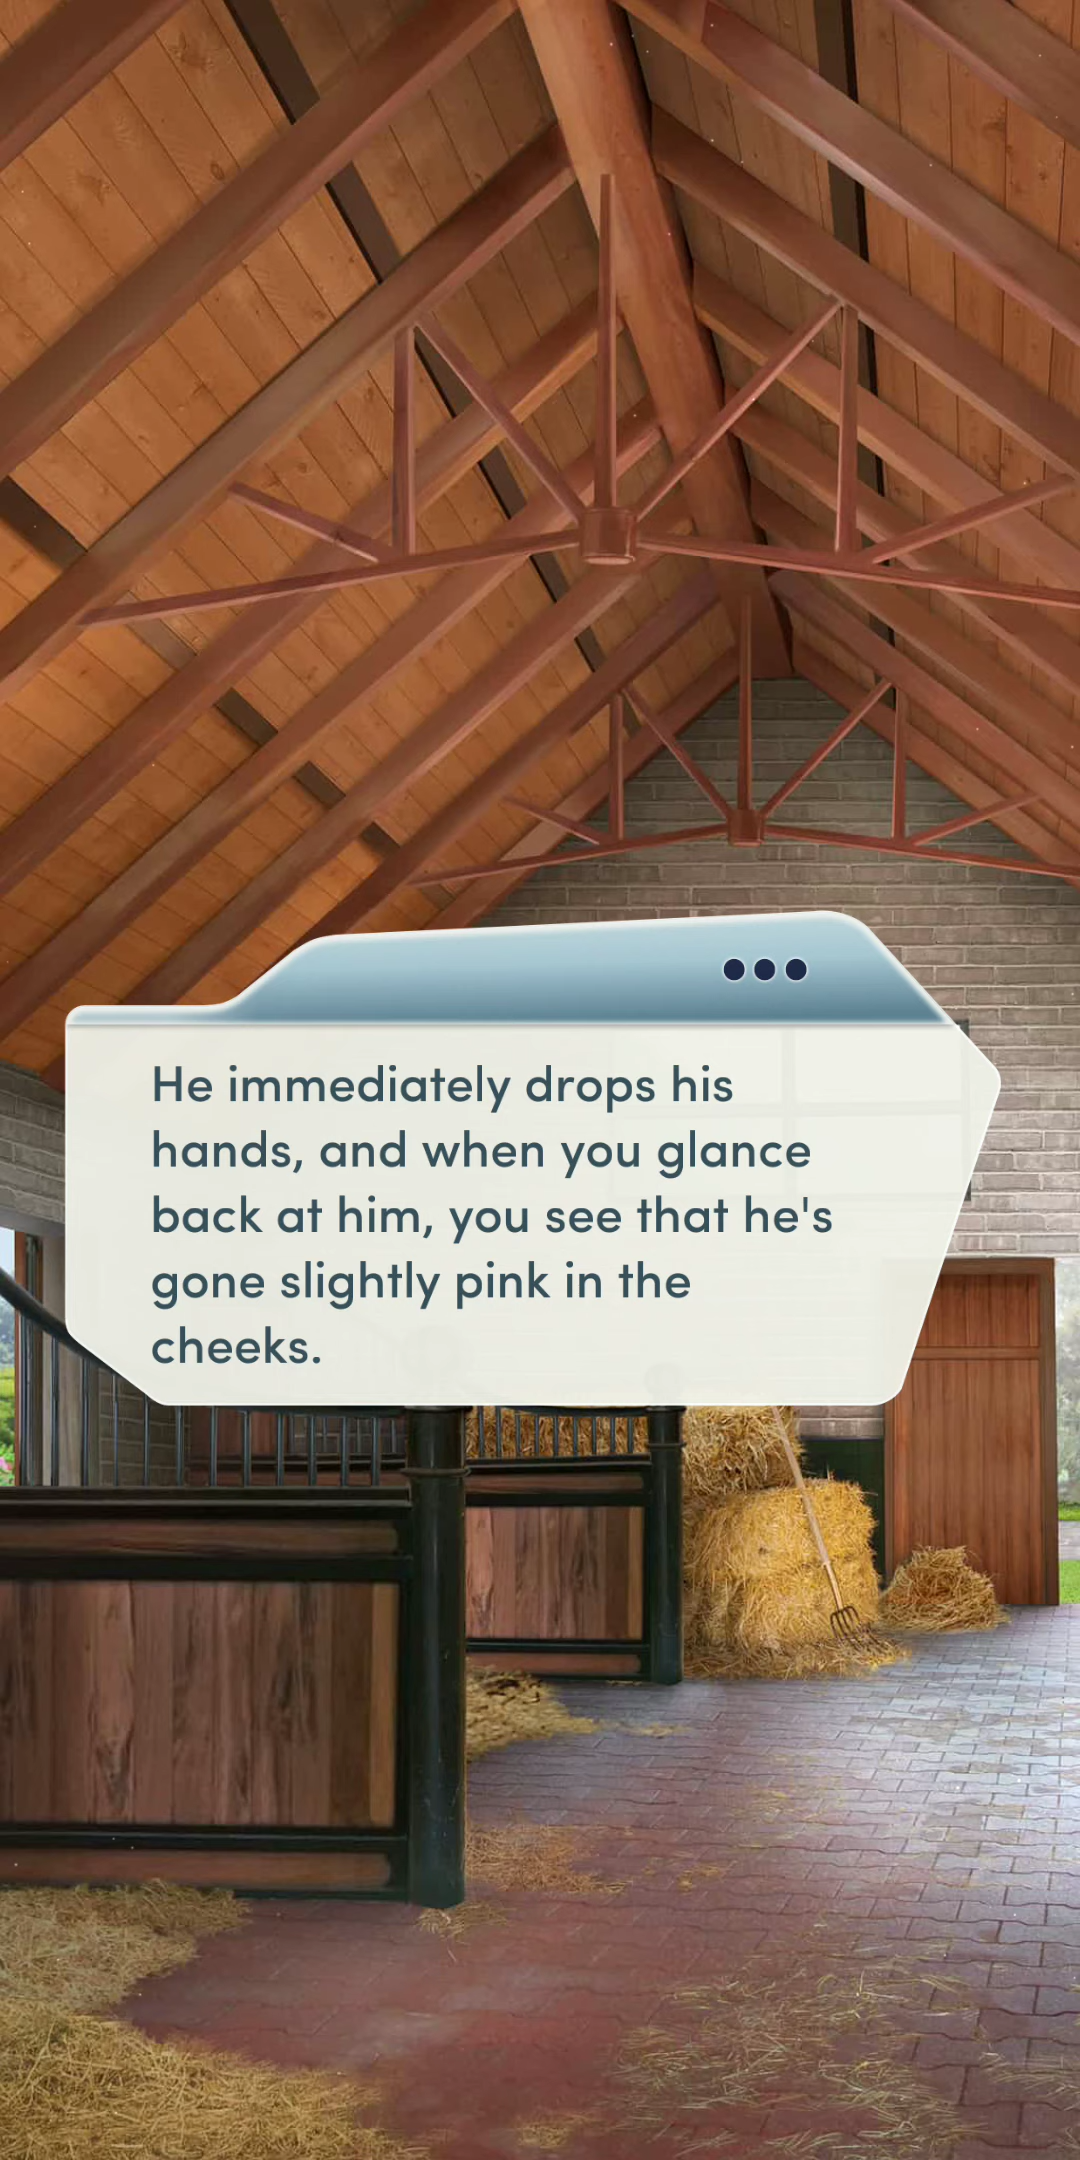 He immediately drops his
hands, and when you glance
back at him, you see that he's
gone slightly pink in the
cheeks.